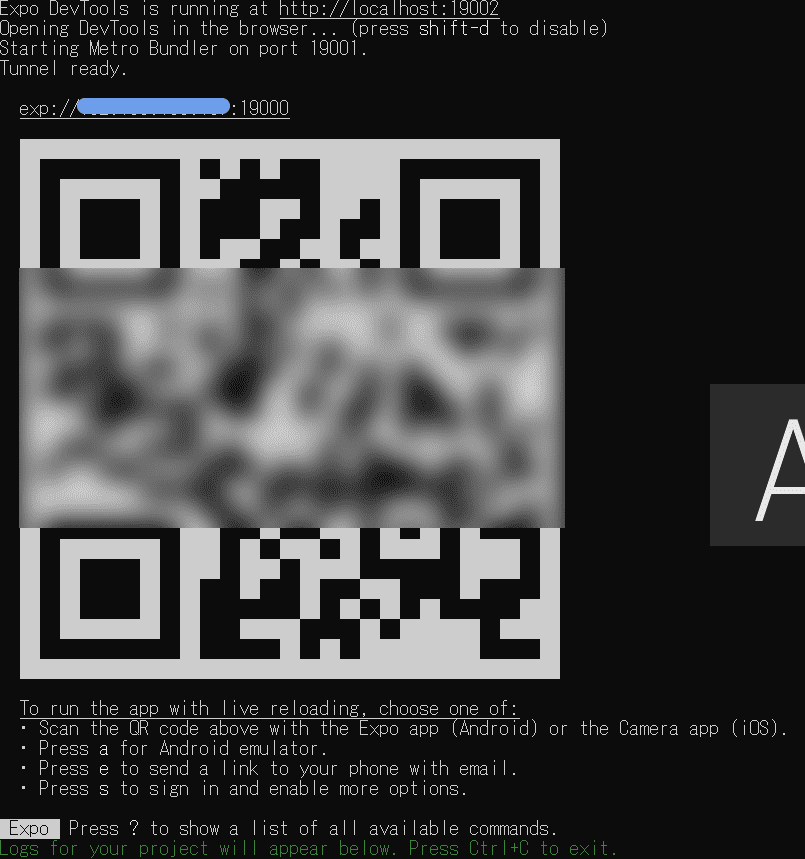 Expo DevTools is running at http://localhost:19002
Opening DevTools in the browser... (press shift-d to disable)
Starting Metro Bundler on port 19001.
Tunnel ready.
exp://
:19000
A
To run the app with live reloading, choose one of:
· Scan the QR code above with the Expo app (Android) or the Camera app (iOS).
· Press a for Android emulator.
· Press e to send a link to your phone with email.
· Press s to sign in and enable more options.
Expo Press ? to show a list of all available commands.
Logs for your project will appear below. Press Ctrl+C to exit.